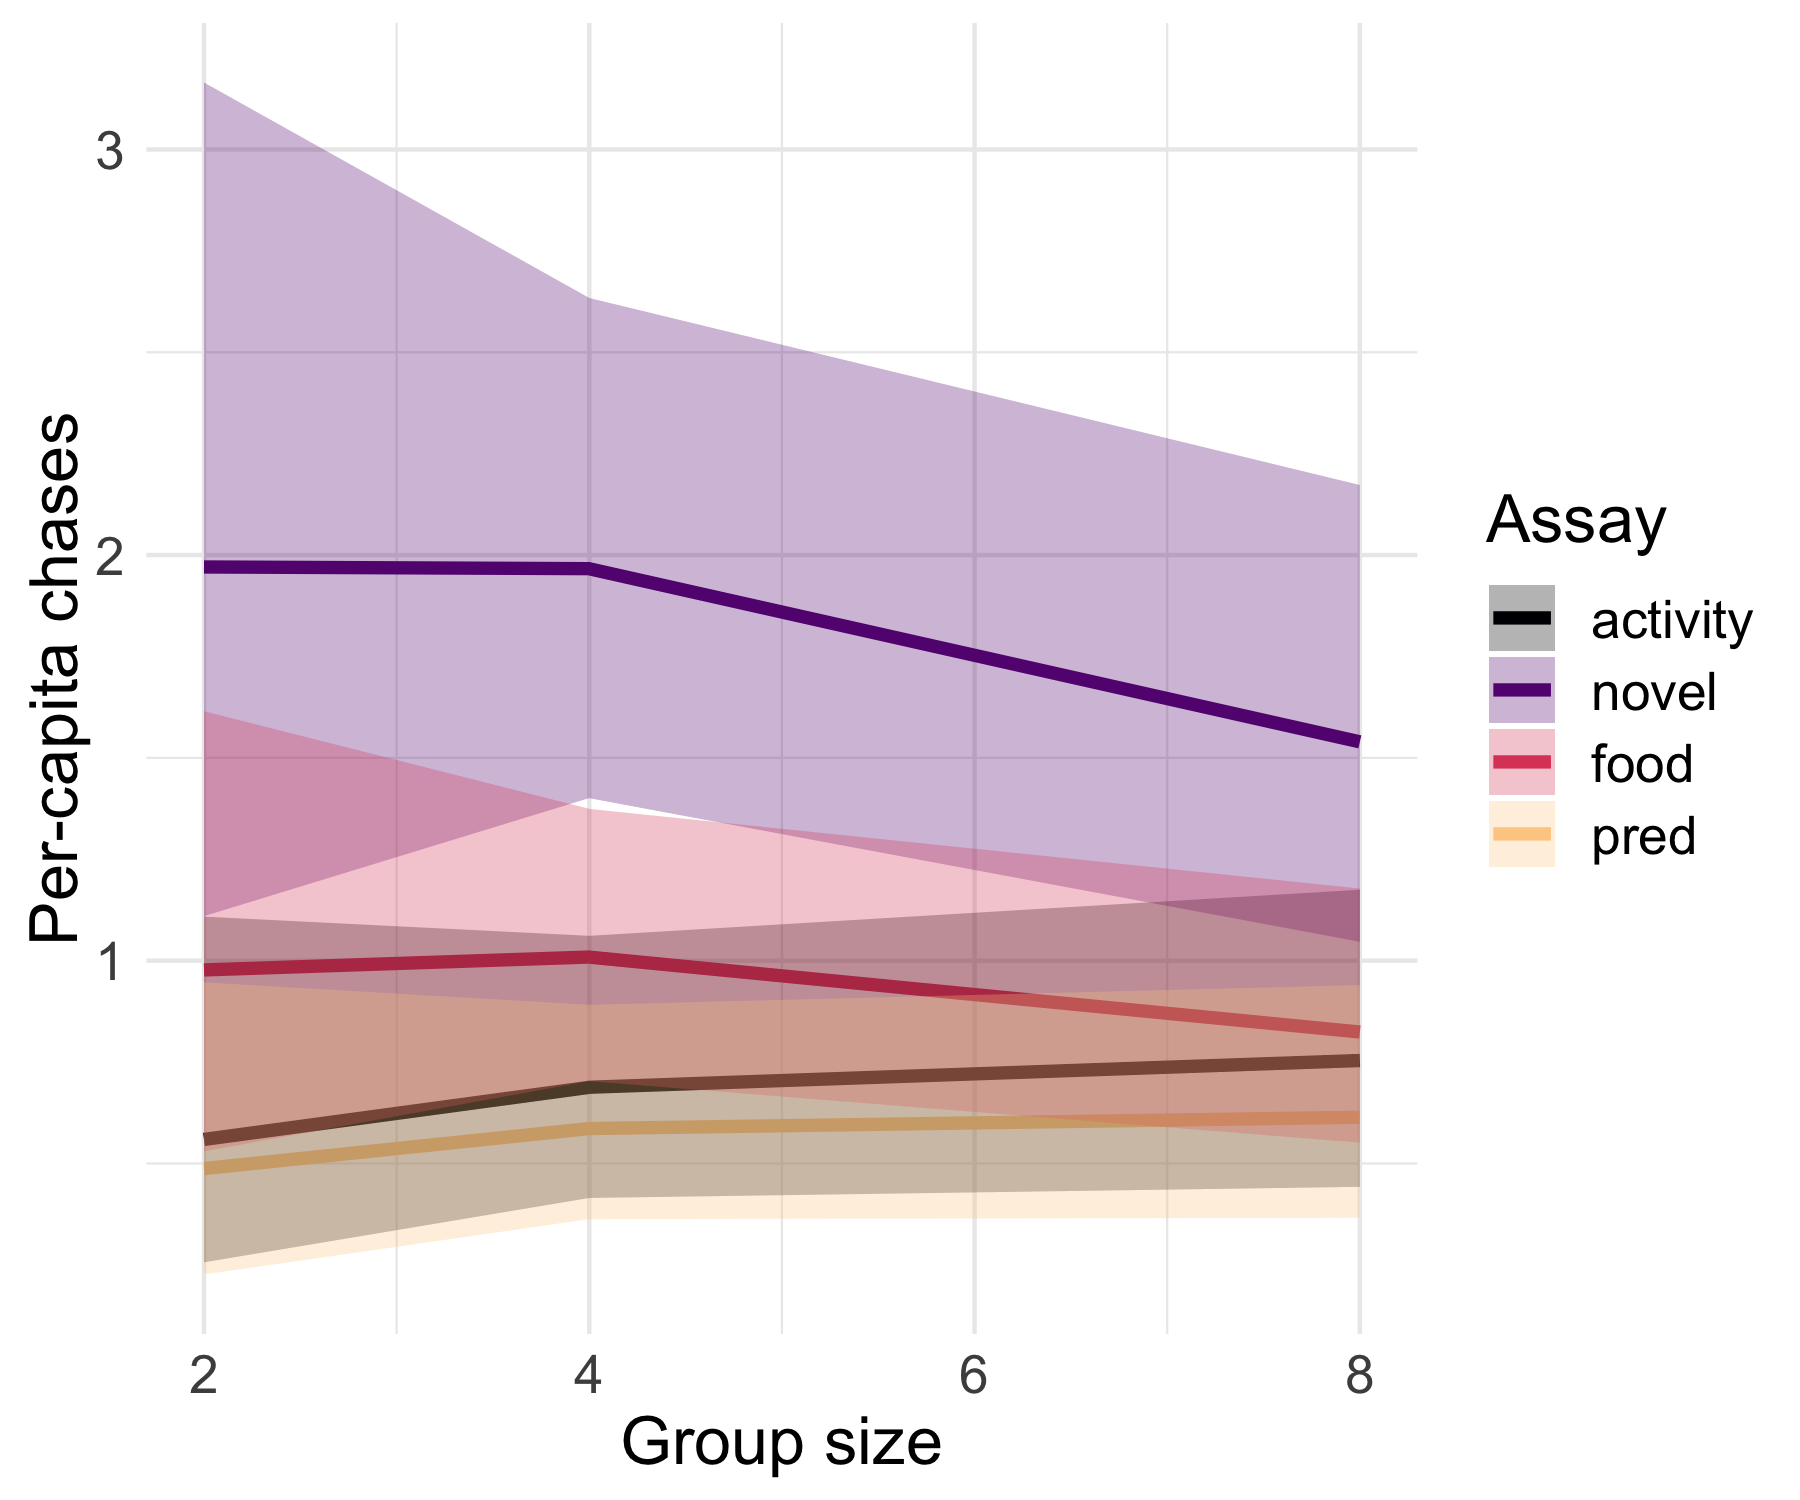 3
2
1
Per-capita chases
2 4 6 8
Group size
Assay
activity
novel
food
pred